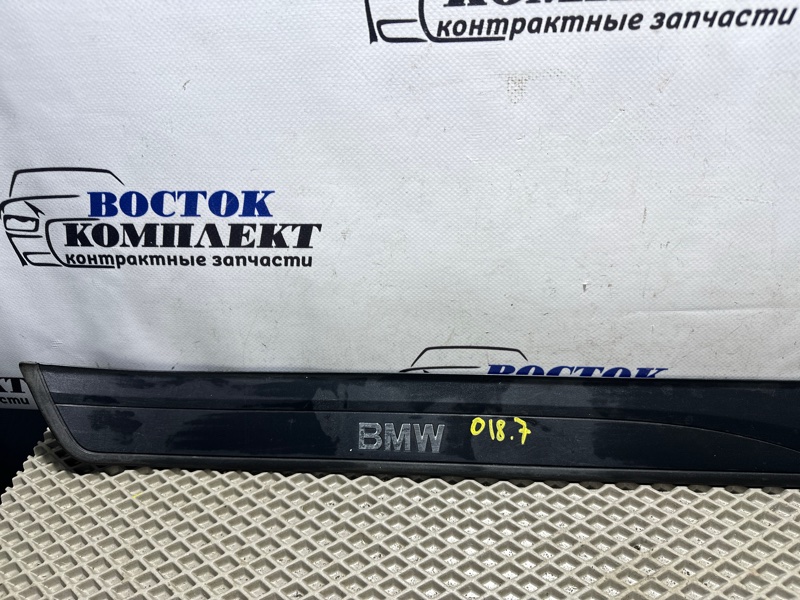 контрактные запчасти
ВОСТОК
КОМПЛЕКТ
контрактные запчасти
ВОСТОК
BMW 018.7